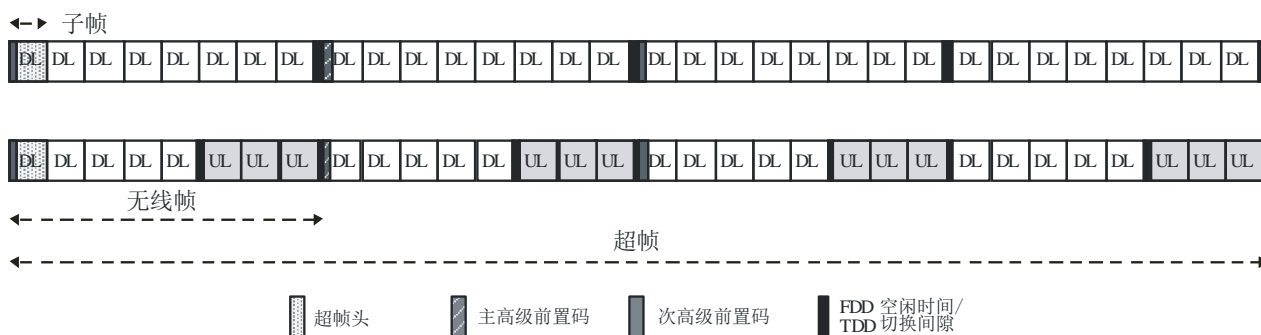 子帧
DL DL DL DL DL DL DL DL DL DL DL DL DL DL DL DL DL DL DL DL DL DL DL DL DL DL DL DL DL DL DL DL
DL DL DL DL DL UL UL UL DL DL DL DL DL UL UL UL DL DL DL DL DL UL UL UL DL DL DL DL DL UL UL UL
无线帧
超帧
超帧头
主高级前置码
次高级前置码
FDD 空闲时间/
TDD 切换间隙